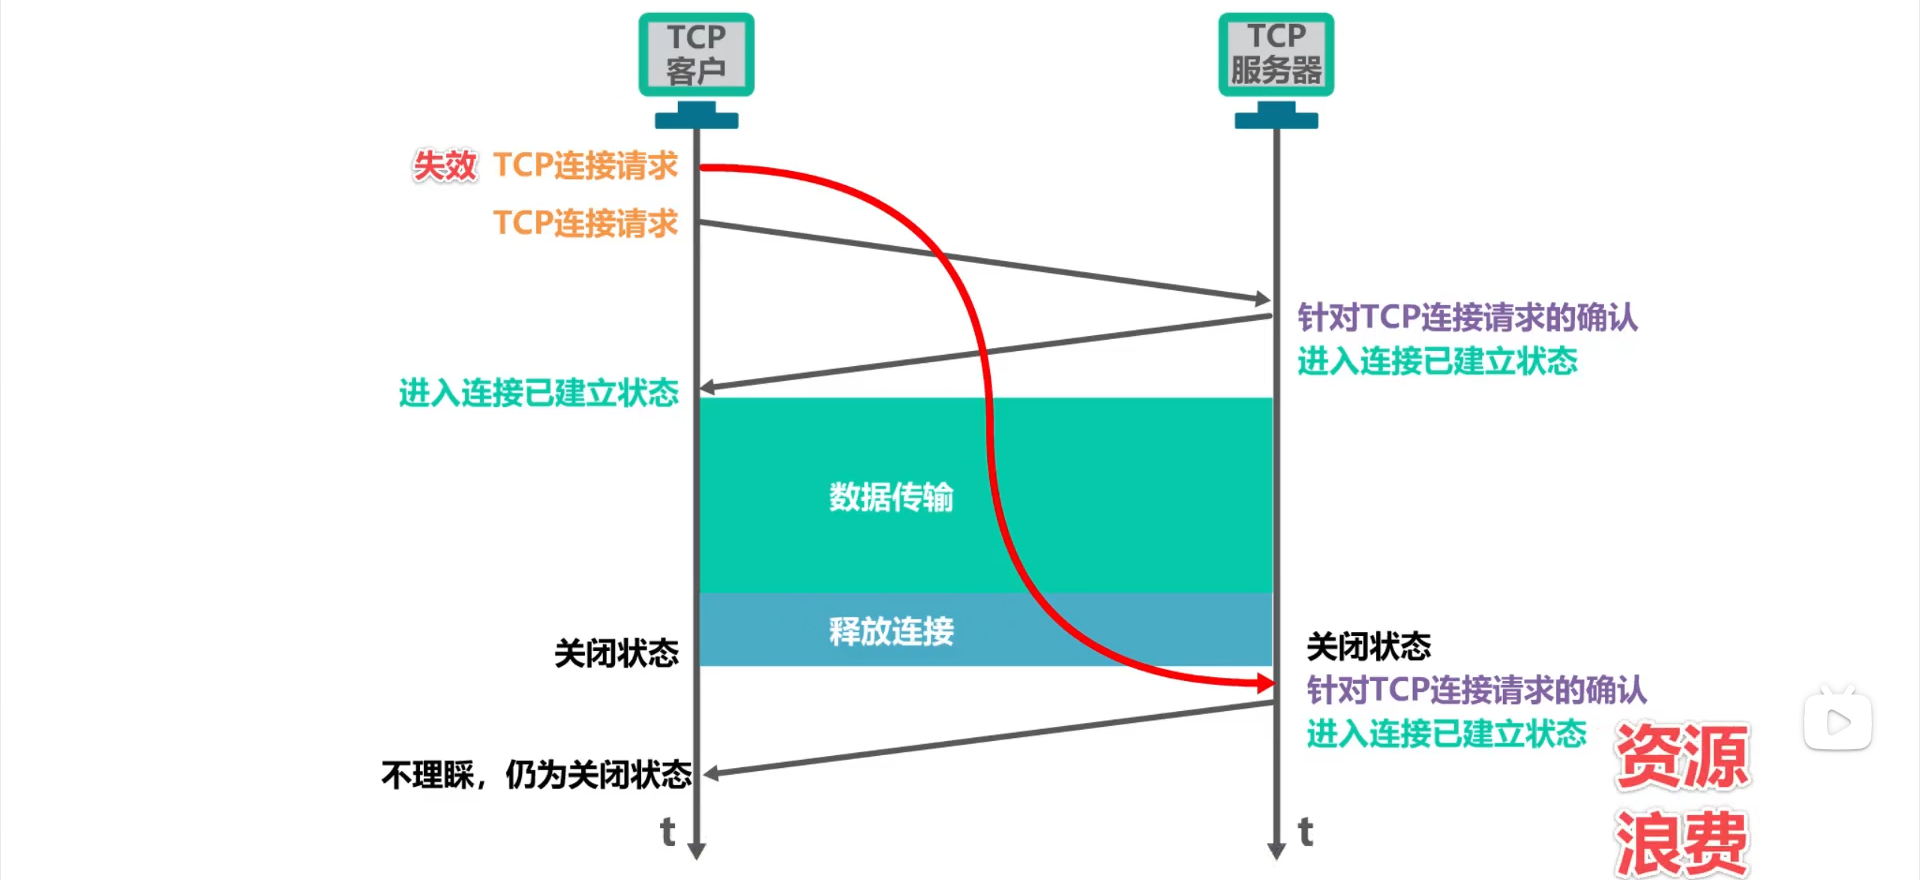 TCP
客户
TCP
服务器
失效 TCP连接请求
TCP连接请求
针对TCP连接请求的确认
进入连接已建立状态
进入连接已建立状态
数据传输
释放连接
关闭状态
关闭状态
针对TCP连接请求的确认
进入连接已建立状态
不理睬，仍为关闭状态
资源
浪费
t
t